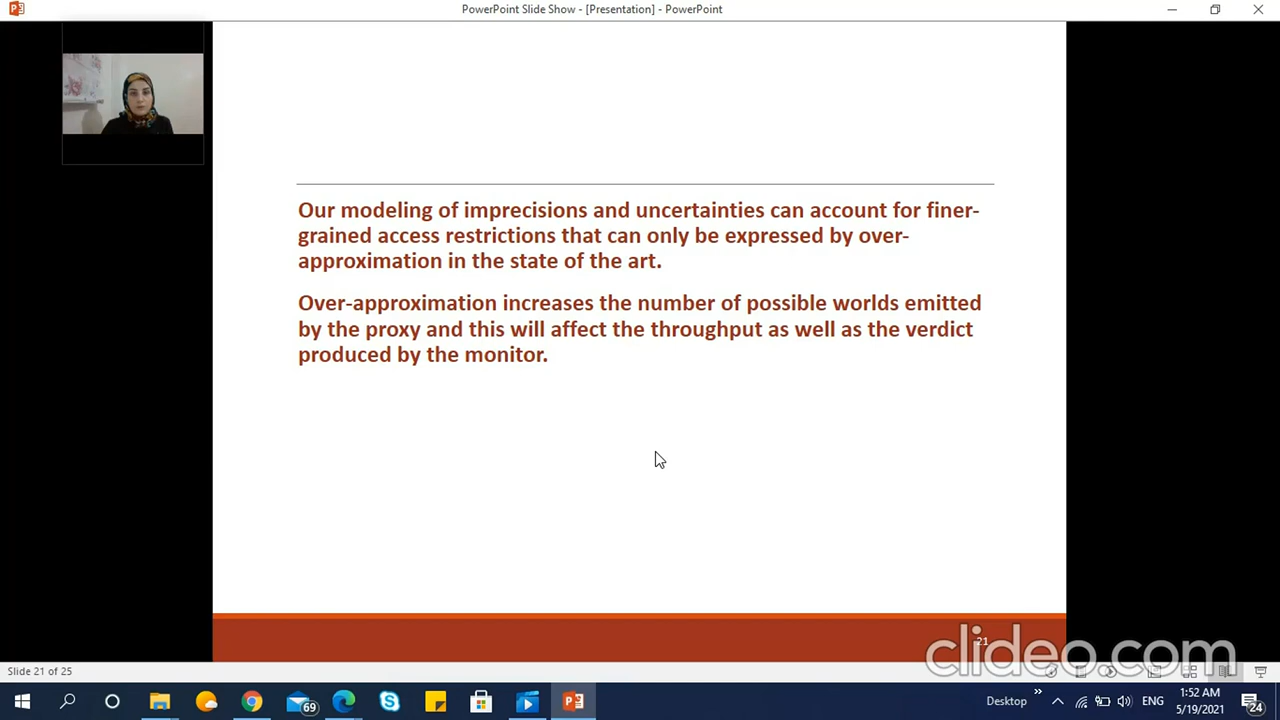 PowerPoint Slide Show - [Presentation] - PowerPoint
Our modeling of imprecisions and uncertainties can account for finer-
grained access restrictions that can only be expressed by over-
approximation in the state of the art.
Over-approximation increases the number of possible worlds emitted
by the proxy and this will affect the throughput as well as the verdict
produced by the monitor.
21
clideo.com
Slide 21 of 25
69
Desktop
ENG
1:52 AM
5/19/2021
24